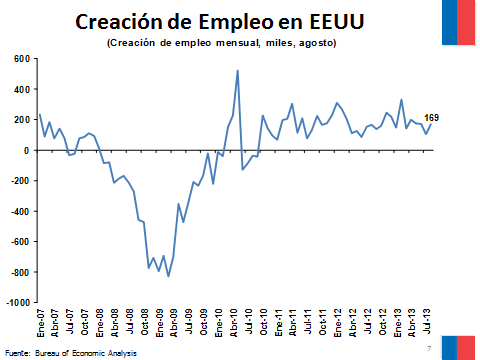 Creación de Empleo en EEUU
(Creación de empleo mensual, miles, agosto)
600
400
200
0
-200
-400
-600
-800
-1000
169
Ene-07
Abr-07
Jul-07
Oct-07
Ene-08
Abr-08
Jul-08
Oct-08
Ene-09
Abr-09
Jul-09
Oct-09
Ene-10
Abr-10
Jul-10
Oct-10
Ene-11
Abr-11
Jul-11
Oct-11
Ene-12
Abr-12
Jul-12
Oct-12
Ene-13
Abr-13
Jul-13
Fuente: Bureau of Economic Analysis
7